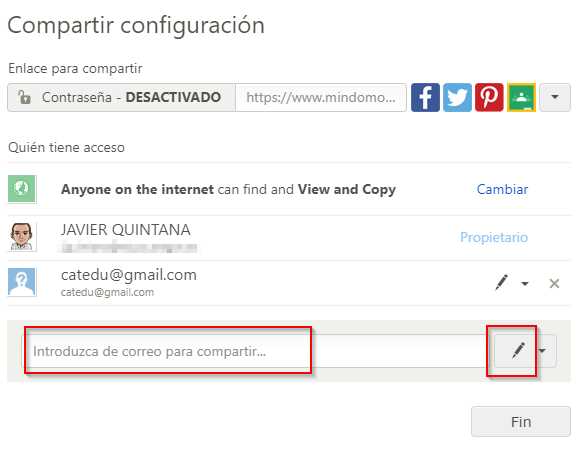 Compartir configuración
Enlace para compartir
Contraseña - DESACTIVADO https://www.mindomo...
Quién tiene acceso
Anyone on the internet can find and View and Copy Cambiar
JAVIER QUINTANA
Propietario
catedu@gmail.com
catedu@gmail.com
Introduzca de correo para compartir...
Fin